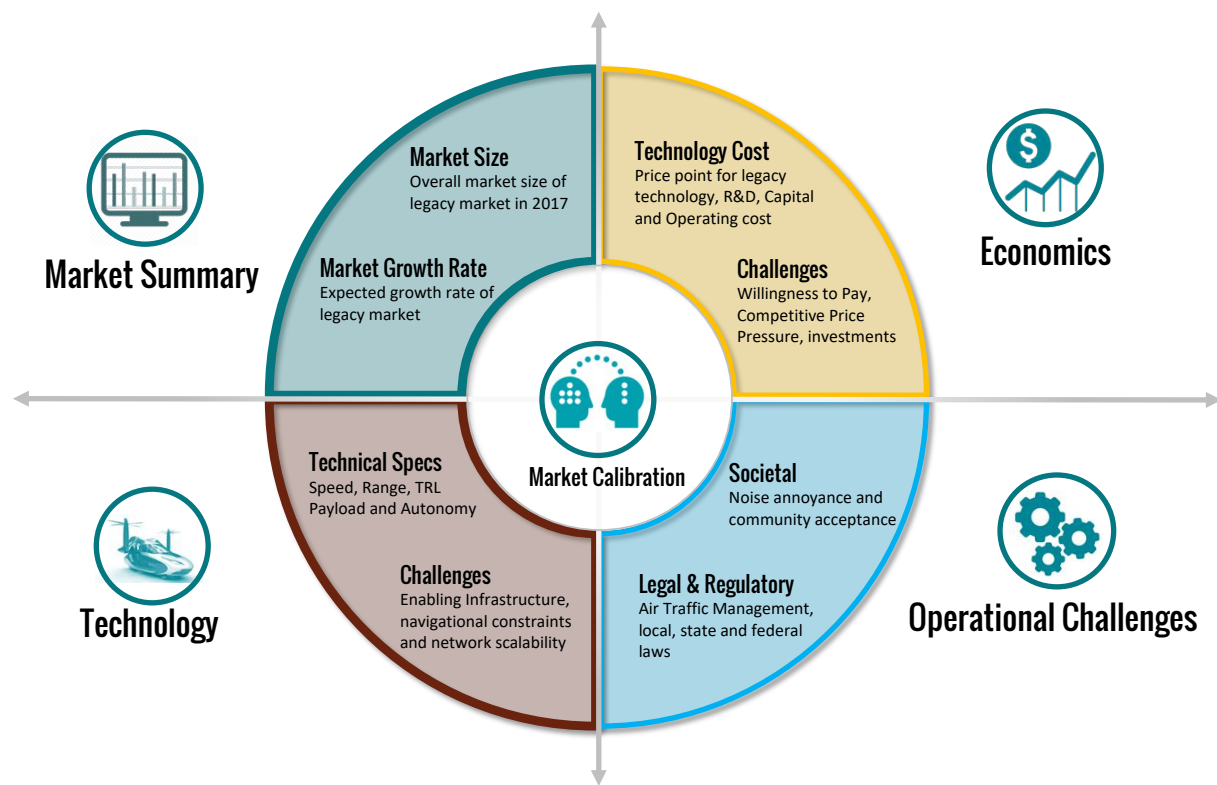 Market Summary
Market Size
Overall market size of
legacy market in 2017
Market Growth Rate
Expected growth rate of
legacy market
Technology Cost
Price point for legacy
technology, R&D, Capital
and Operating cost
Challenges
Willingness to Pay,
Competitive Price
Pressure, investments
$
Economics
Market Calibration
Technology
Technical Specs
Speed, Range, TRL
Payload and Autonomy
Challenges
Enabling Infrastructure,
navigational constraints
and network scalability
Societal
Noise annoyance and
community acceptance
Legal & Regulatory
Air Traffic Management,
local, state and federal
laws
Operational Challenges